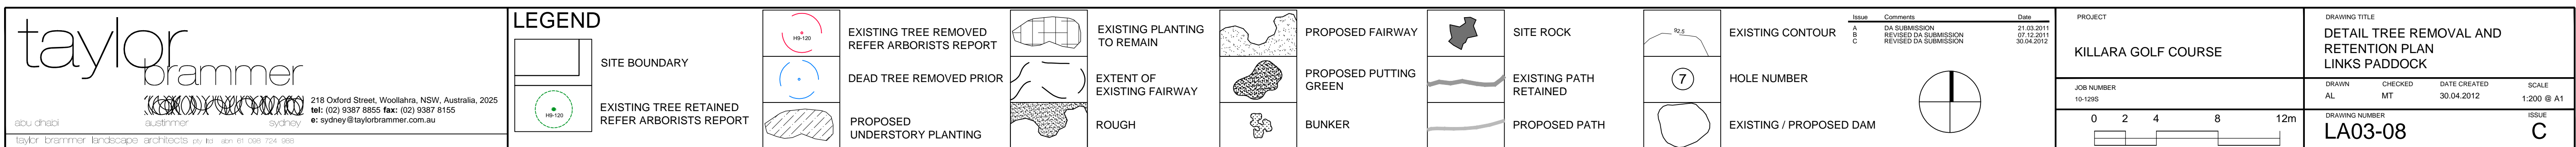 taylor
brammer
218 Oxford Street, Woollahra, NSW, Australia, 2025
tel: (02) 9387 8855 fax: (02) 9387 8155
e: sydney@taylorbrammer.com.au
abu dhabi
austinmer
sydney
taylor brammer landscape architects pty ltd abn 61 098 724 988
LEGEND
SITE BOUNDARY
H9-120
EXISTING TREE RETAINED
REFER ARBORISTS REPORT
H9-120
EXISTING TREE REMOVED
REFER ARBORISTS REPORT
DEAD TREE REMOVED PRIOR
PROPOSED
UNDERSTORY PLANTING
EXISTING PLANTING
TO REMAIN
EXTENT OF
EXISTING FAIRWAY
ROUGH
PROPOSED FAIRWAY
PROPOSED PUTTING
GREEN
BUNKER
SITE ROCK
EXISTING PATH
RETAINED
PROPOSED PATH
92.5
EXISTING CONTOUR
7
HOLE NUMBER
EXISTING / PROPOSED DAM
Issue Comments Date
A DA SUBMISSION 21.03.2011
B REVISED DA SUBMISSION 07.12.2011
C REVISED DA SUBMISSION 30.04.2012
PROJECT
KILLARA GOLF COURSE
JOB NUMBER
10-129S
0 2 4 8 12m
DRAWING TITLE
DETAIL TREE REMOVAL AND
RETENTION PLAN
LINKS PADDOCK
DRAWN CHECKED DATE CREATED SCALE
AL MT 30.04.2012 1:200 @ A1
DRAWING NUMBER ISSUE
LA03-08 C